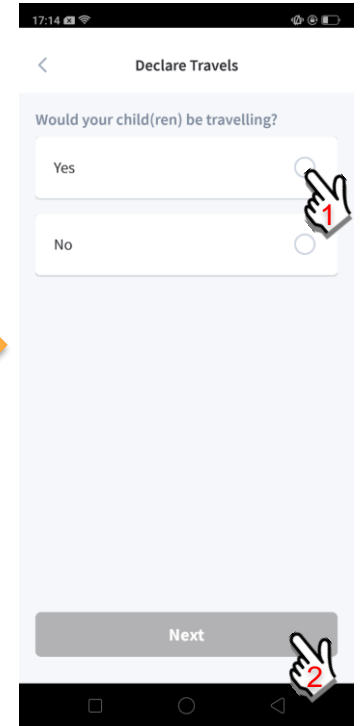 17:14
Declare Travels
Would your child(ren) be travelling?
Yes
1
No
Next
2